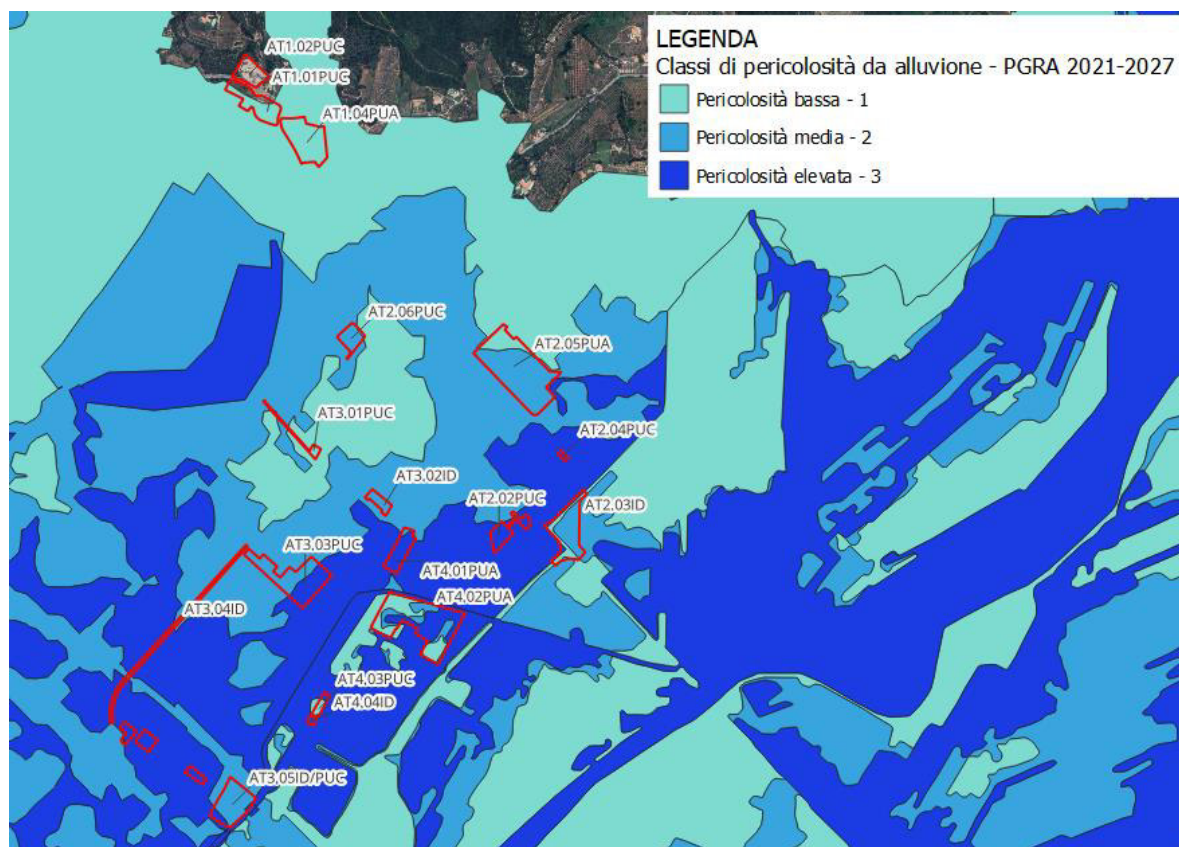 LEGENDA
Classi di pericolosità da alluvione - PGRA 2021-2027
Pericolosità bassa - 1
Pericolosità media - 2
Pericolosità elevata - 3
AT1.02PUC
AT1.01PUC
AT1.04PUA
AT2.06PUC
AT2.05PUA
AT3.01PUC
AT2.04PUC
AT3.02ID
AT2.02PUC
AT2.03ID
AT3.03PUC
AT4.01PUA
AT4.02PUA
AT3.04ID
AT4.03PUC
AT4.04ID
AT3.05ID/PUC